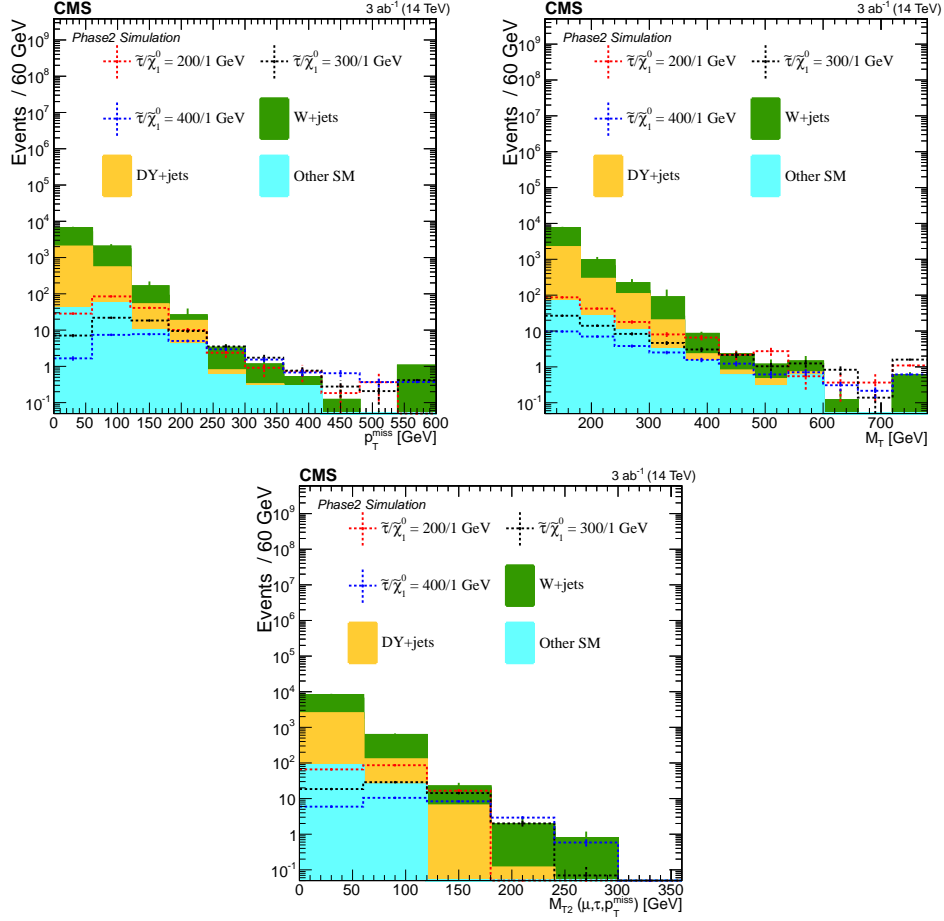 CMS 3 ab⁻¹ (14 TeV)
Phase2 Simulation
τ̃/χ̃₁⁰ = 200/1 GeV τ̃/χ̃₁⁰ = 300/1 GeV
τ̃/χ̃₁⁰ = 400/1 GeV W+jets
DY+jets Other SM
Events / 60 GeV
10⁹
10⁸
10⁷
10⁶
10⁵
10⁴
10³
10²
10
1
10⁻¹
0 50 100 150 200 250 300 350 400 450 500 550 600
p_T^miss [GeV]
CMS 3 ab⁻¹ (14 TeV)
Phase2 Simulation
τ̃/χ̃₁⁰ = 200/1 GeV τ̃/χ̃₁⁰ = 300/1 GeV
τ̃/χ̃₁⁰ = 400/1 GeV W+jets
DY+jets Other SM
Events / 60 GeV
10⁹
10⁸
10⁷
10⁶
10⁵
10⁴
10³
10²
10
1
10⁻¹
200 300 400 500 600 700
M_T [GeV]
CMS 3 ab⁻¹ (14 TeV)
Phase2 Simulation
τ̃/χ̃₁⁰ = 200/1 GeV τ̃/χ̃₁⁰ = 300/1 GeV
τ̃/χ̃₁⁰ = 400/1 GeV W+jets
DY+jets Other SM
Events / 60 GeV
10⁹
10⁸
10⁷
10⁶
10⁵
10⁴
10³
10²
10
1
10⁻¹
0 50 100 150 200 250 300 350
M_T2 (μ,τ,p_T^miss) [GeV]